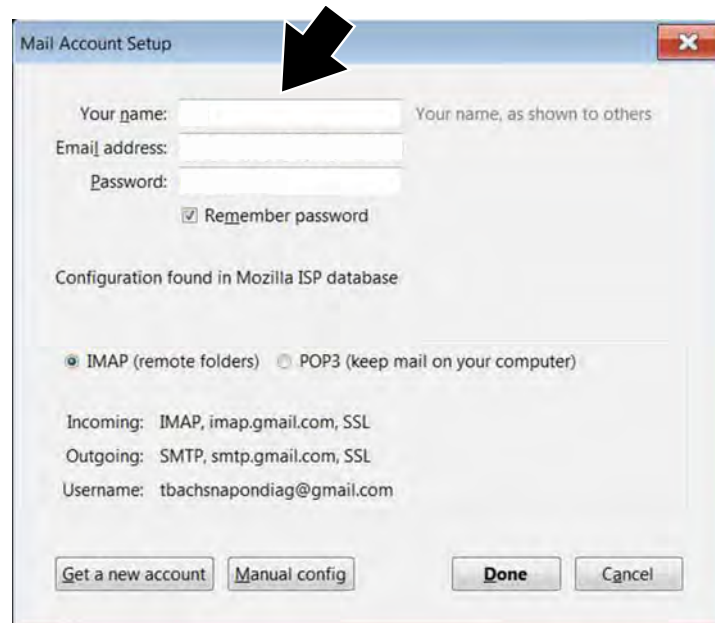 Mail Account Setup
Your name: Your name, as shown to others
Email address:
Password:
Remember password
Configuration found in Mozilla ISP database
IMAP (remote folders) POP3 (keep mail on your computer)
Incoming: IMAP, imap.gmail.com, SSL
Outgoing: SMTP, smtp.gmail.com, SSL
Username: tbachsnapondiag@gmail.com
Get a new account Manual config Done Cancel